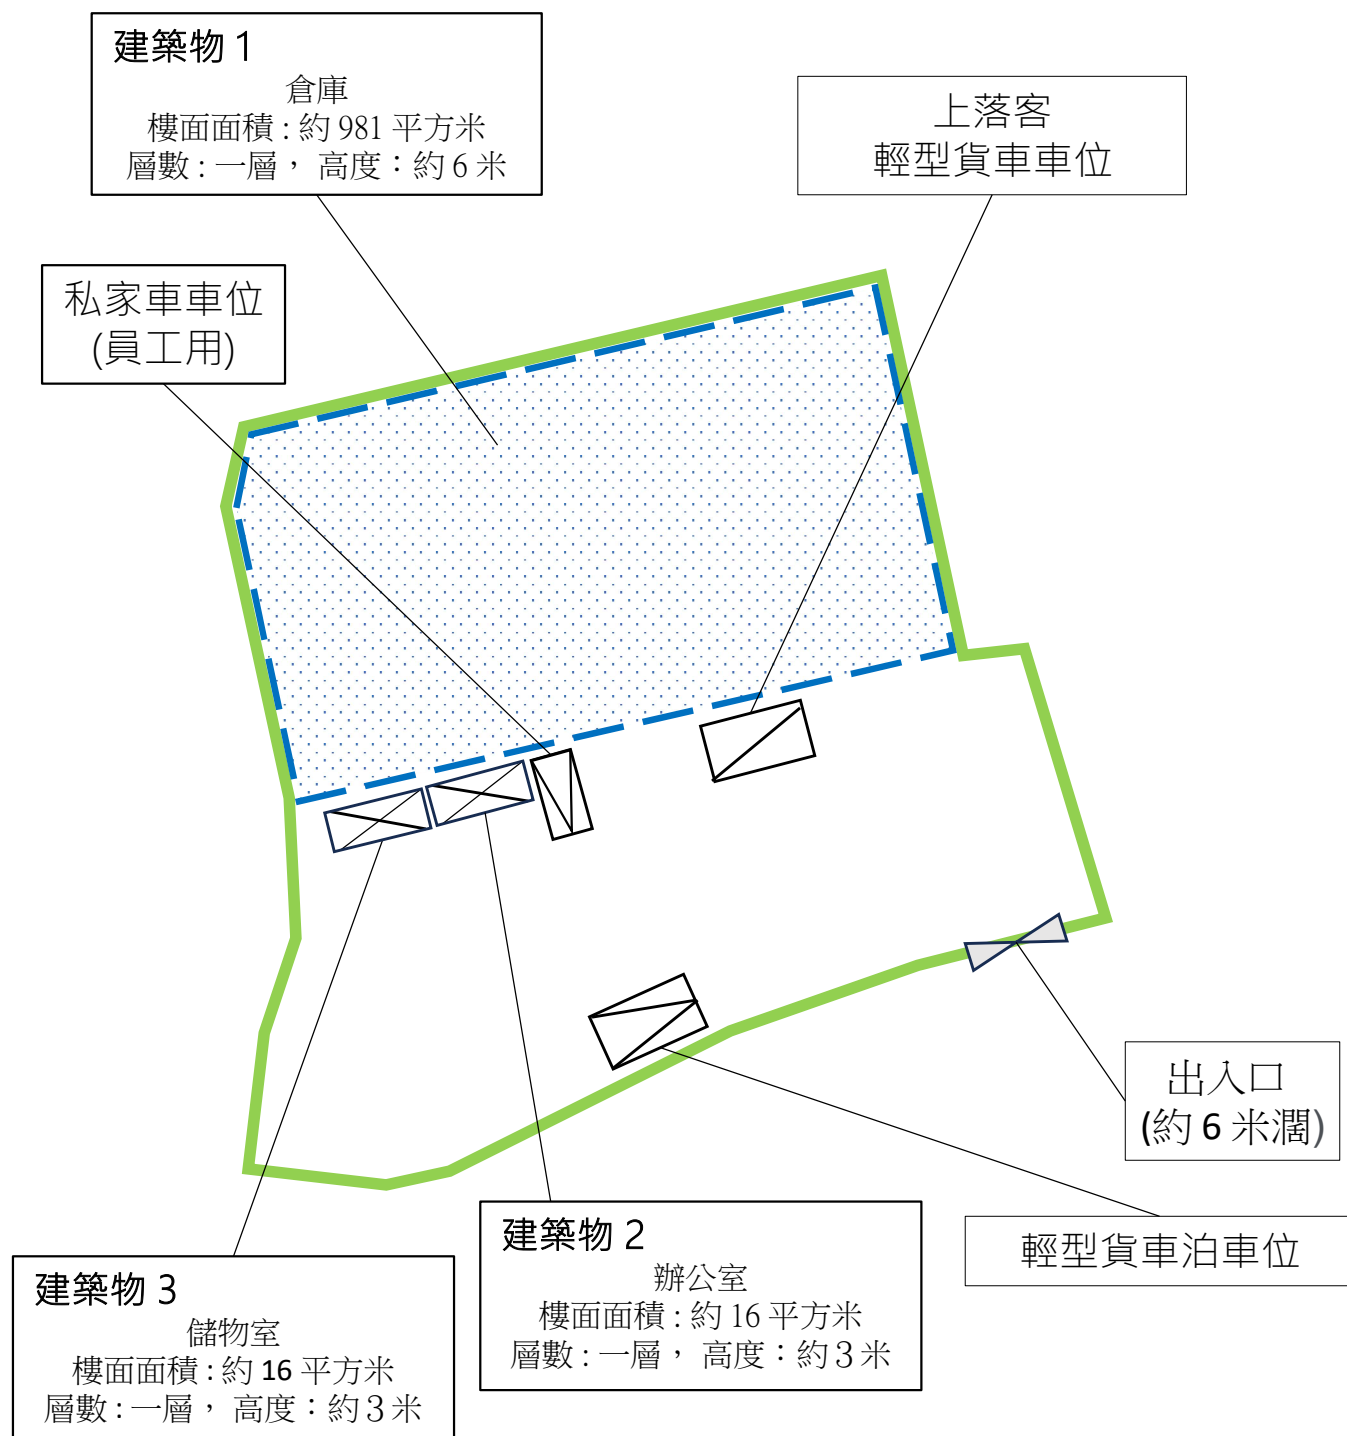 建築物 1
倉庫
樓面面積 : 約 981 平方米
層數 : 一層， 高度：約 6 米
上落客
輕型貨車車位
私家車車位
(員工用)
出入口
(約 6 米濶)
輕型貨車泊車位
建築物 2
辦公室
樓面面積 : 約 16 平方米
層數 : 一層， 高度：約 3 米
建築物 3
儲物室
樓面面積 : 約 16 平方米
層數 : 一層， 高度：約 3 米